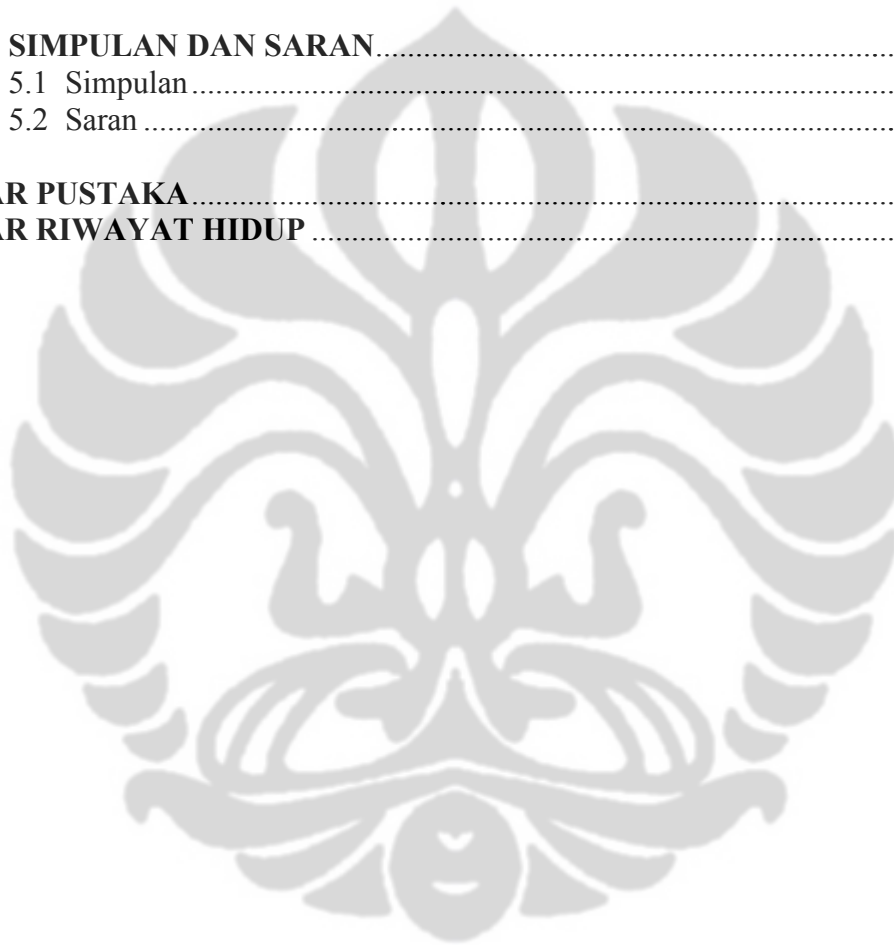 SIMPULAN DAN SARAN................................................................
5.1 Simpulan................................................................
5.2 Saran................................................................
AR PUSTAKA................................................................
AR RIWAYAT HIDUP................................................................